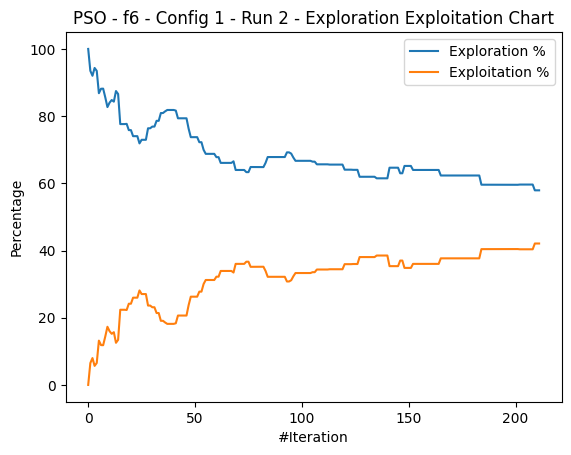 PSO - f6 - Config 1 - Run 2 - Exploration Exploitation Chart
Exploration %
Exploitation %
Percentage
100
80
60
40
20
0
0
50
100
150
200
#Iteration